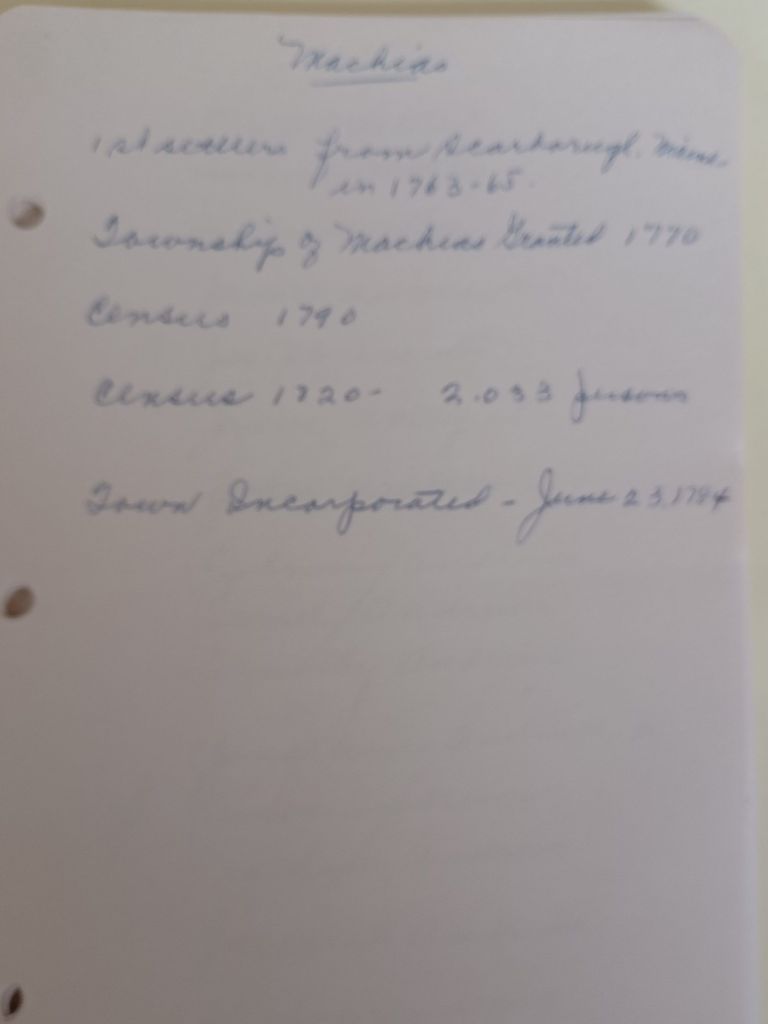 Machias
1st settlers from Scarborough, Maine
in 1763-65.
Township of Machias Granted 1770
Census 1790
Census 1820- 2.033 persons
Town Incorporated - June 23, 1784